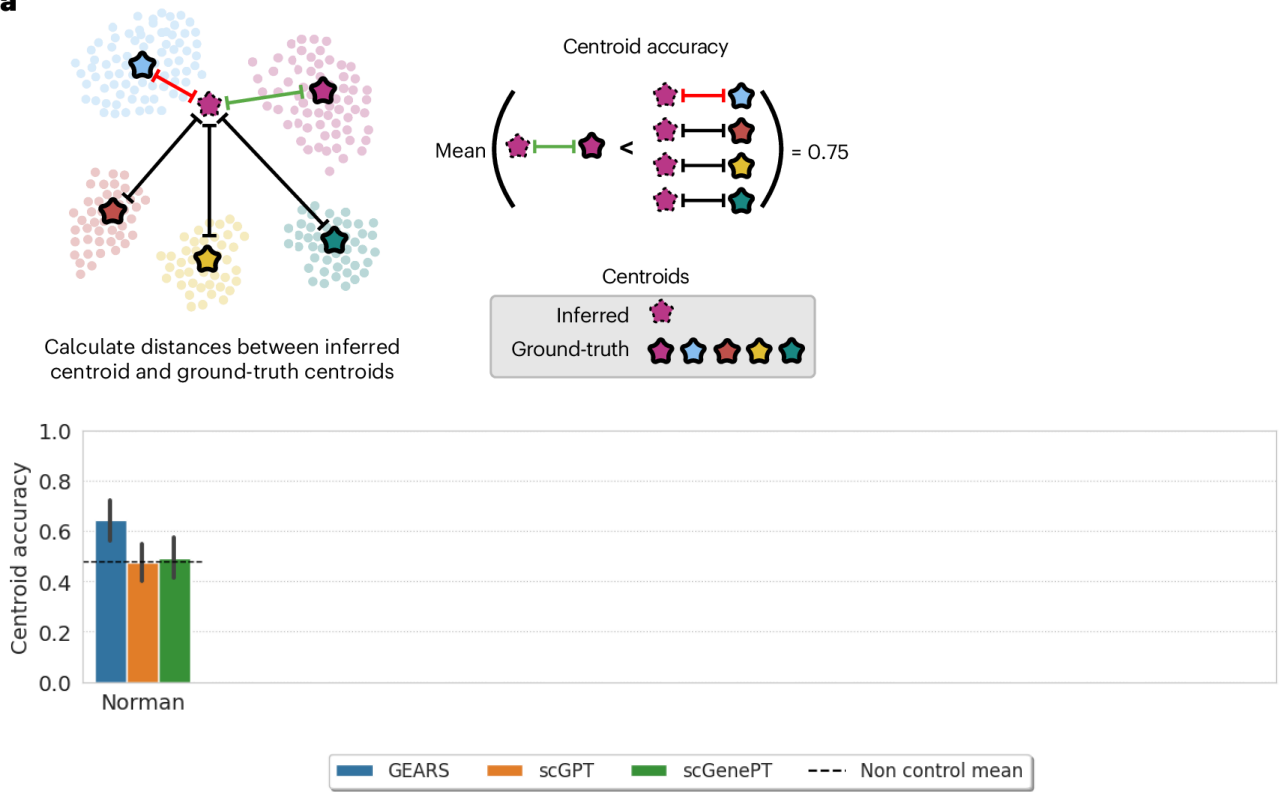 a
Centroid accuracy
Mean
<
= 0.75
Centroids
Inferred
Ground-truth
Calculate distances between inferred
centroid and ground-truth centroids
Centroid accuracy
1.0
0.8
0.6
0.4
0.2
0.0
Norman
GEARS scGPT scGenePT Non control mean